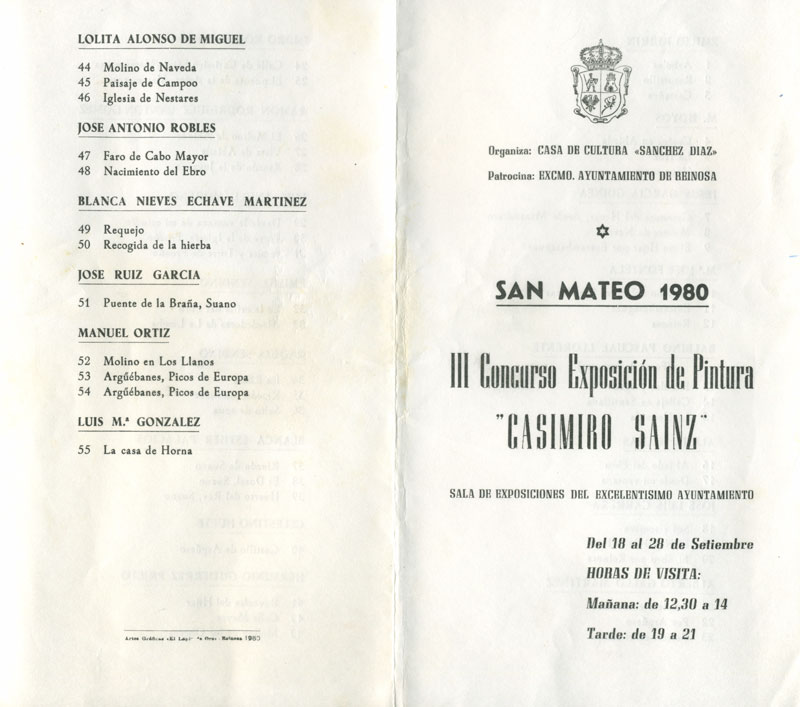 LOLITA ALONSO DE MIGUEL
44 Molino de Naveda
45 Paisaje de Campoo
46 Iglesia de Nestares
JOSE ANTONIO ROBLES
47 Faro de Cabo Mayor
48 Nacimiento del Ebro
BLANCA NIEVES ECHAVE MARTINEZ
49 Requejo
50 Recogida de la hierba
JOSE RUIZ GARCIA
51 Puente de la Braña, Suano
MANUEL ORTIZ
52 Molino en Los Llanos
53 Argüébanes, Picos de Europa
54 Argüébanes, Picos de Europa
LUIS M.ª GONZALEZ
55 La casa de Horna
Artes Gráficas Reinosa 1980
Organiza: CASA DE CULTURA «SANCHEZ DIAZ»
Patrocina: EXCMO. AYUNTAMIENTO DE REINOSA
SAN MATEO 1980
III Concurso Exposición de Pintura
"CASIMIRO SAINZ"
SALA DE EXPOSICIONES DEL EXCELENTISIMO AYUNTAMIENTO
Del 18 al 28 de Setiembre
HORAS DE VISITA:
Mañana: de 12,30 a 14
Tarde: de 19 a 21